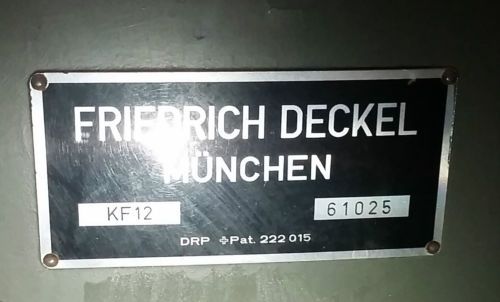 FRIEDRICH DECKEL
MÜNCHEN
KF12 61025
DRP ✚Pat. 222 015